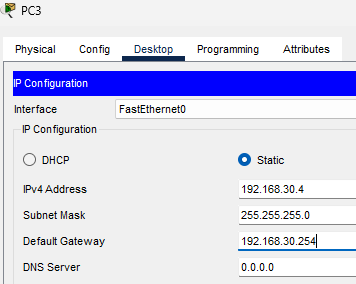 PC3
Physical Config Desktop Programming Attributes
IP Configuration
Interface FastEthernet0
IP Configuration
DHCP Static
IPv4 Address 192.168.30.4
Subnet Mask 255.255.255.0
Default Gateway 192.168.30.254
DNS Server 0.0.0.0